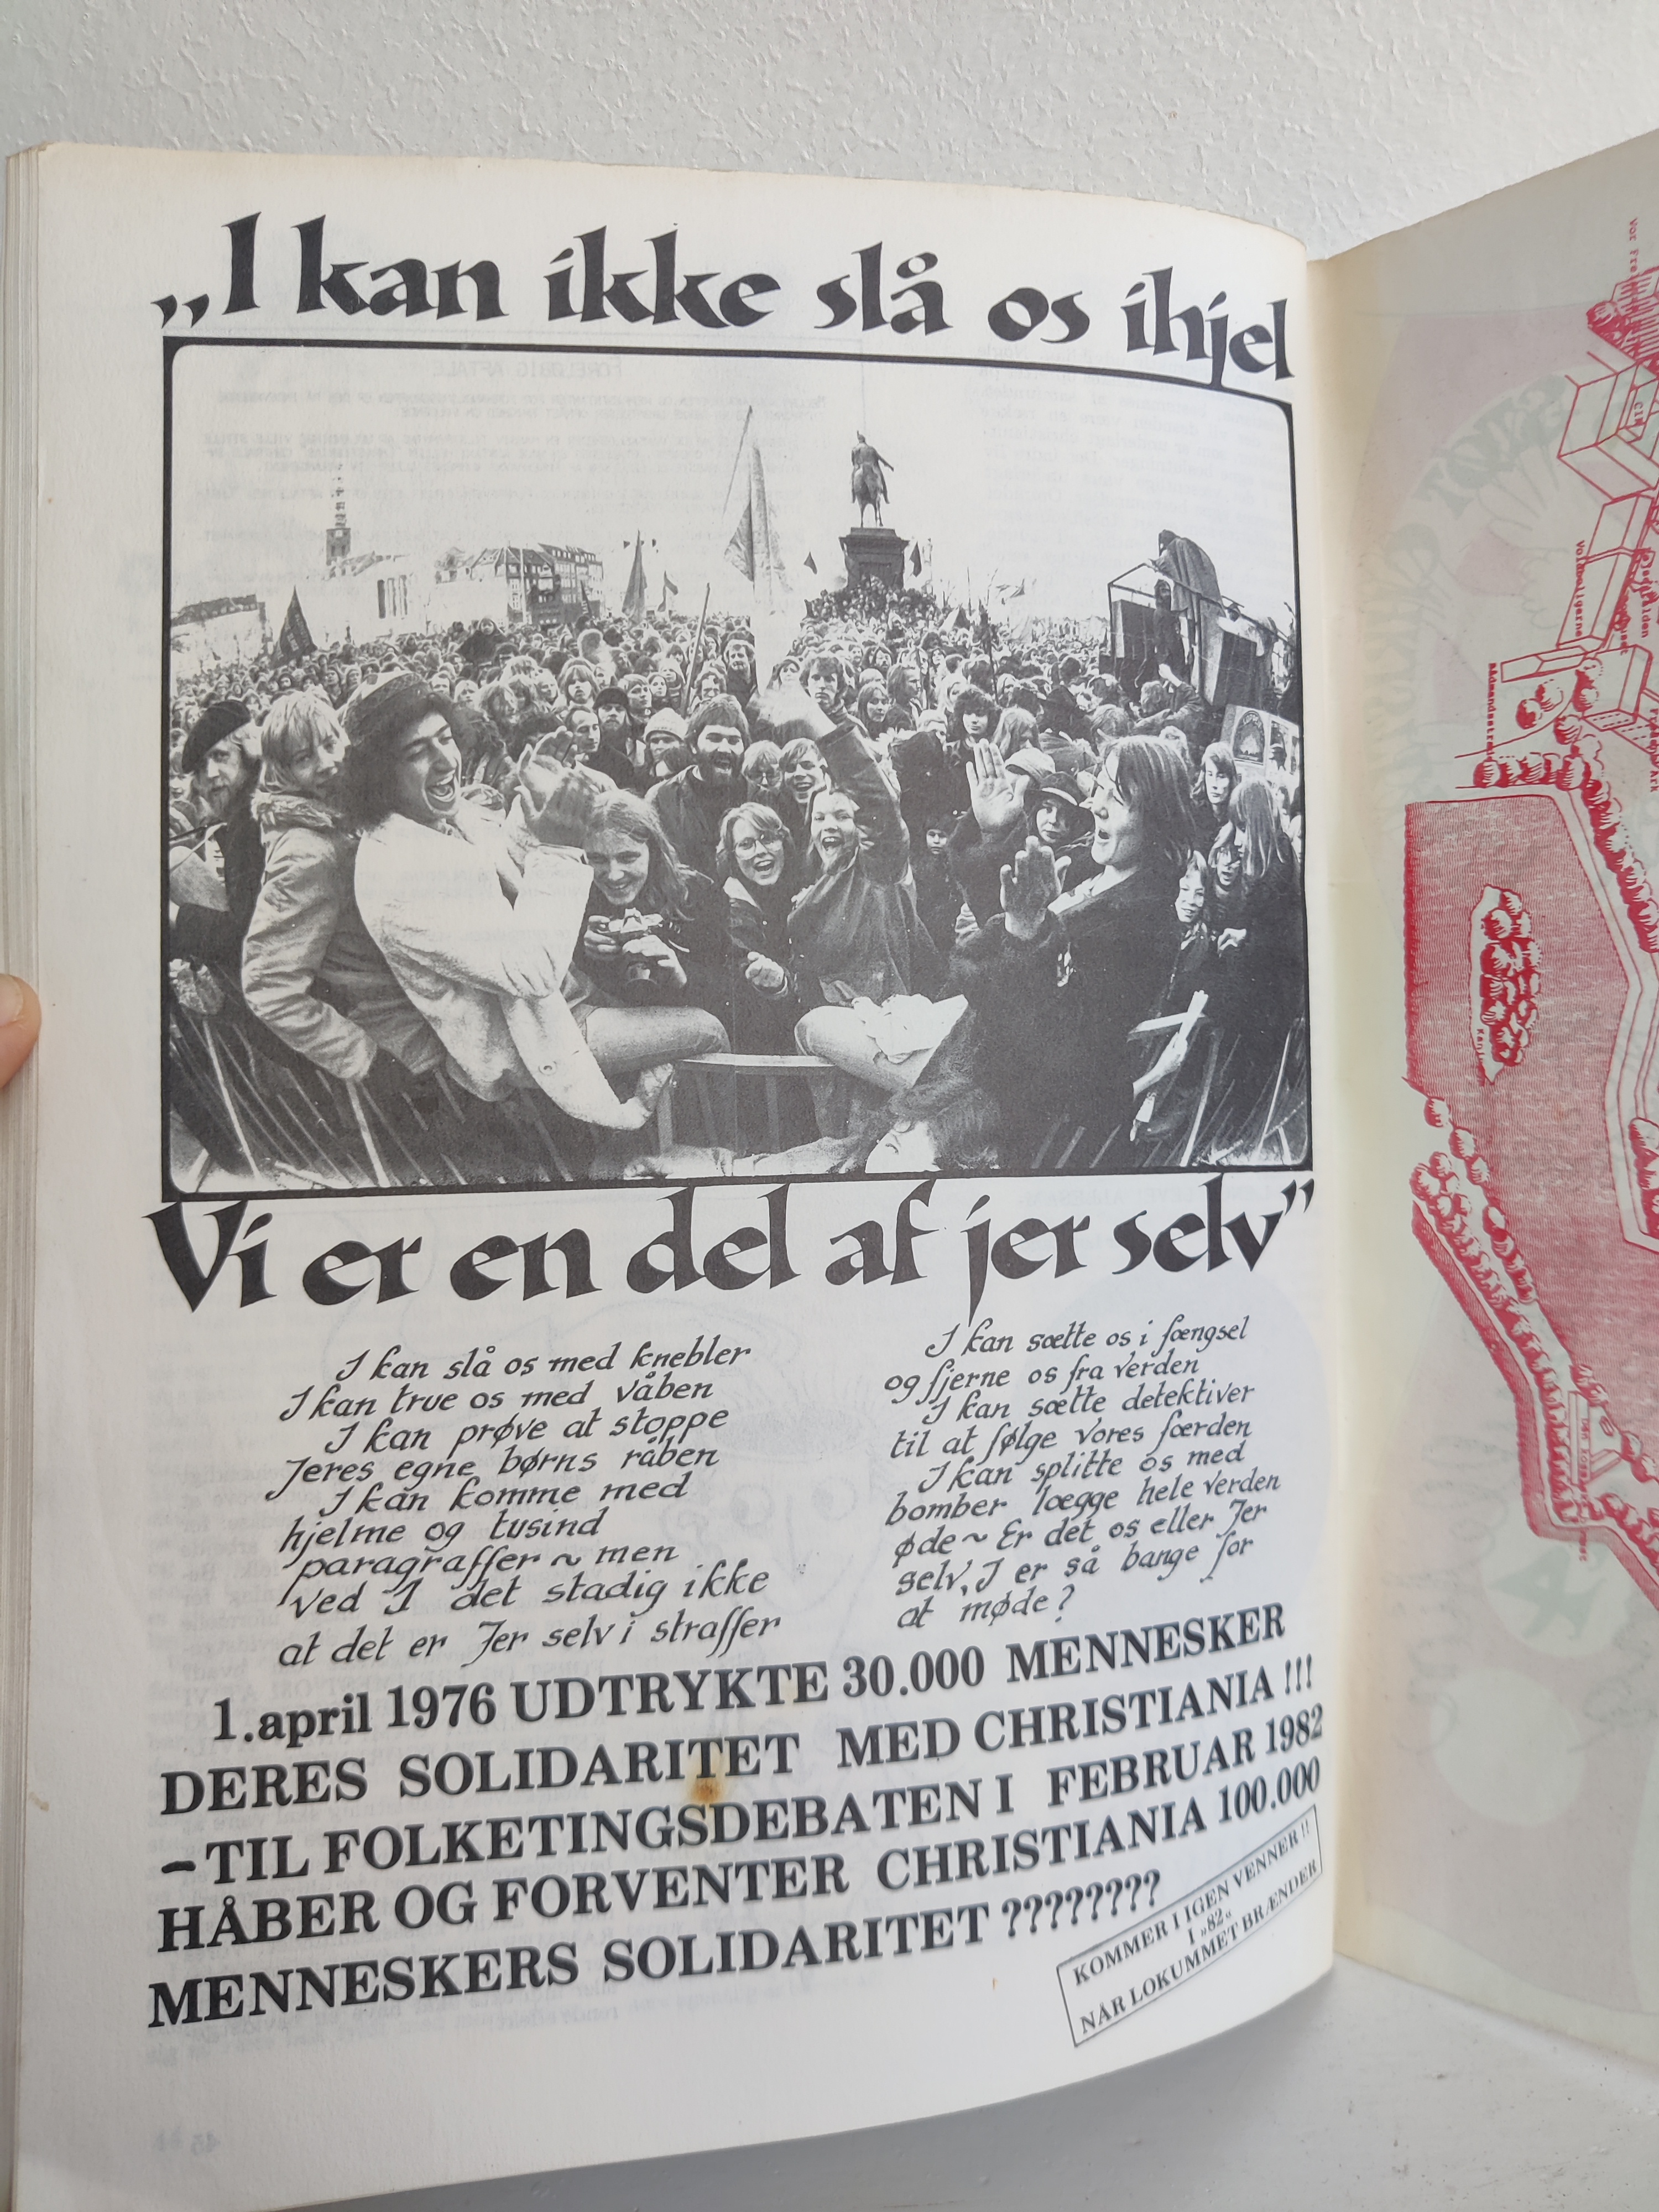 „I kan ikke slå os ihjel
Vi er en del af jer selv”
I kan slå os med knebler
I kan true os med våben
I kan prøve at stoppe
Jeres egne børns råben
I kan komme med
hjelme og tusind
paragraffer ~ men
ved I det stadig ikke
at det er Jer selv i straffer
I kan sætte os i fængsel
og fjerne os fra verden
I kan sætte detektiver
til at følge vores færden
I kan splitte os med
bomber lægge hele verden
øde ~ Er det os eller Jer
selv, I er så bange for
at møde?
1.april 1976 UDTRYKTE 30.000 MENNESKER
DERES SOLIDARITET MED CHRISTIANIA !!!
– TIL FOLKETINGSDEBATEN I FEBRUAR 1982
HÅBER OG FORVENTER CHRISTIANIA 100.000
MENNESKERS SOLIDARITET ????????
KOMMER I IGEN VENNER !!
I „82„
NÅR LOKUMMET BRÆNDER
Voldboligerne
Bådmandsstræde